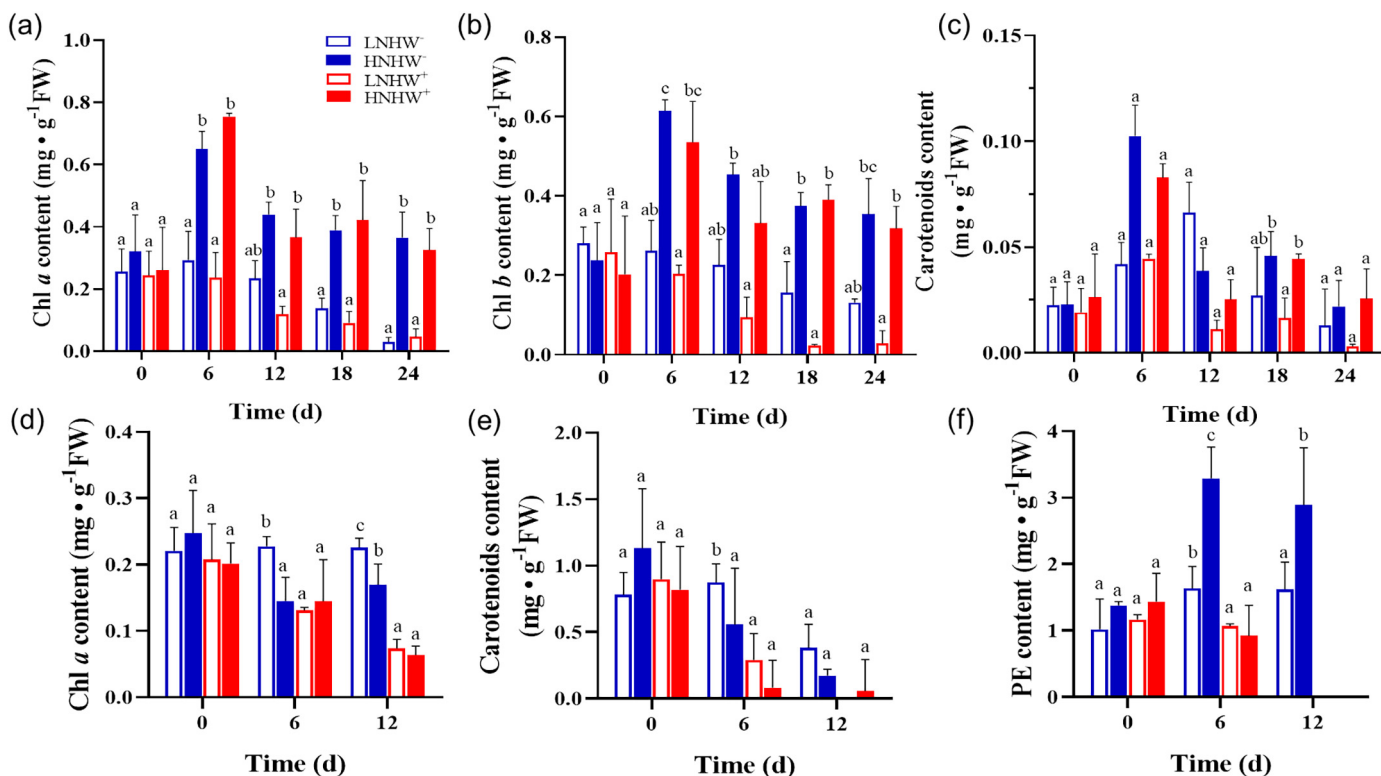 (a)
Chl a content (mg • g⁻¹FW)
1.0
0.8
0.6
0.4
0.2
0.0
LNHW⁻
HNHW⁻
LNHW⁺
HNHW⁺
a a a a
a b a b
ab b a b
a b a b
a b a b
0 6 12 18 24
Time (d)
(b)
Chl b content (mg • g⁻¹FW)
0.8
0.6
0.4
0.2
0.0
a a a a
ab c a bc
ab b a ab
a b a b
ab bc a b
0 6 12 18 24
Time (d)
(c)
Carotenoids content
(mg • g⁻¹FW)
0.15
0.10
0.05
0.00
a a a a
a a a a
a a a a
ab b a b
a a a a
0 6 12 18 24
Time (d)
(d)
Chl a content (mg • g⁻¹FW)
0.4
0.3
0.2
0.1
0.0
a a a a
b a a a
c b a a
0 6 12
Time (d)
(e)
Carotenoids content
(mg • g⁻¹FW)
2.0
1.5
1.0
0.5
0.0
a a a a
b a a a
a a a
0 6 12
Time (d)
(f)
PE content (mg • g⁻¹FW)
4
3
2
1
0
a a a a
b c a a
a b
0 6 12
Time (d)